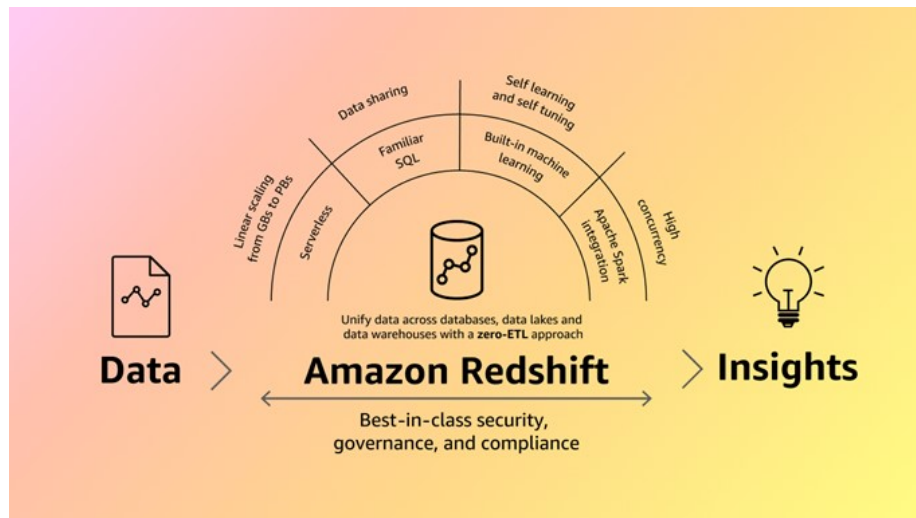 Data sharing
Self learning
and self tuning
Linear scaling
from GBs to PBs
High
concurrency
Serverless
Familiar
SQL
Built-in machine
learning
Apache Spark
integration
Unify data across databases, data lakes and
data warehouses with a zero-ETL approach
Data
Amazon Redshift
Insights
Best-in-class security,
governance, and compliance